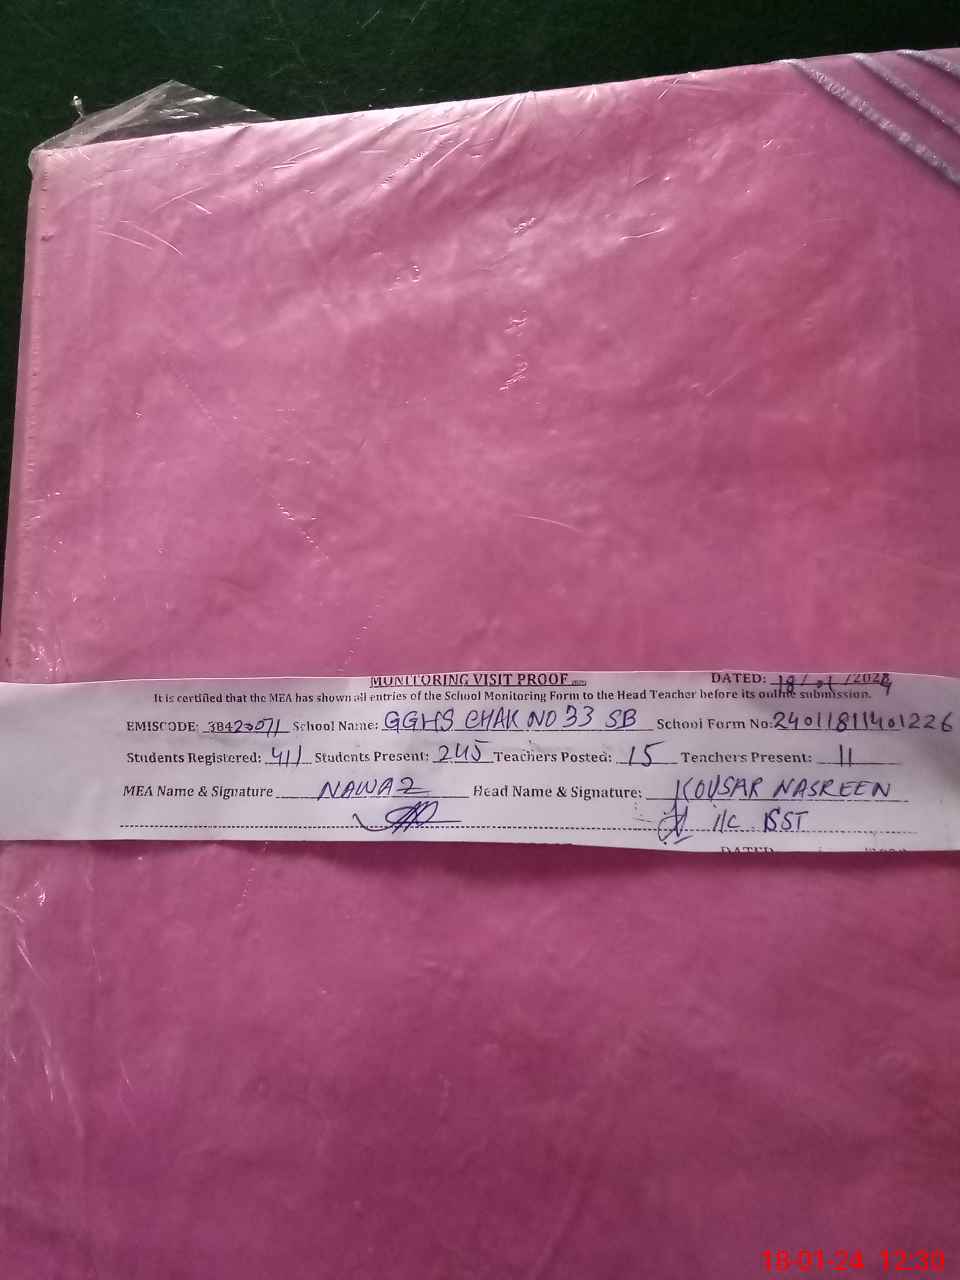 MONITORING VISIT PROOF
DATED: 18/01/2024
It is certified that the MEA has shown all entries of the School Monitoring Form to the Head Teacher before its online submission.
EMISCODE: 38420071 School Name: GGHS CHAK NO 33 SB School Form No: 240118111401226
Students Registered: 411 Students Present: 245 Teachers Posted: 15 Teachers Present: 11
MEA Name & Signature NAWAZ Head Name & Signature: KOUSAR NASREEN
I/C SST
DATED:
18-01-24 12:30